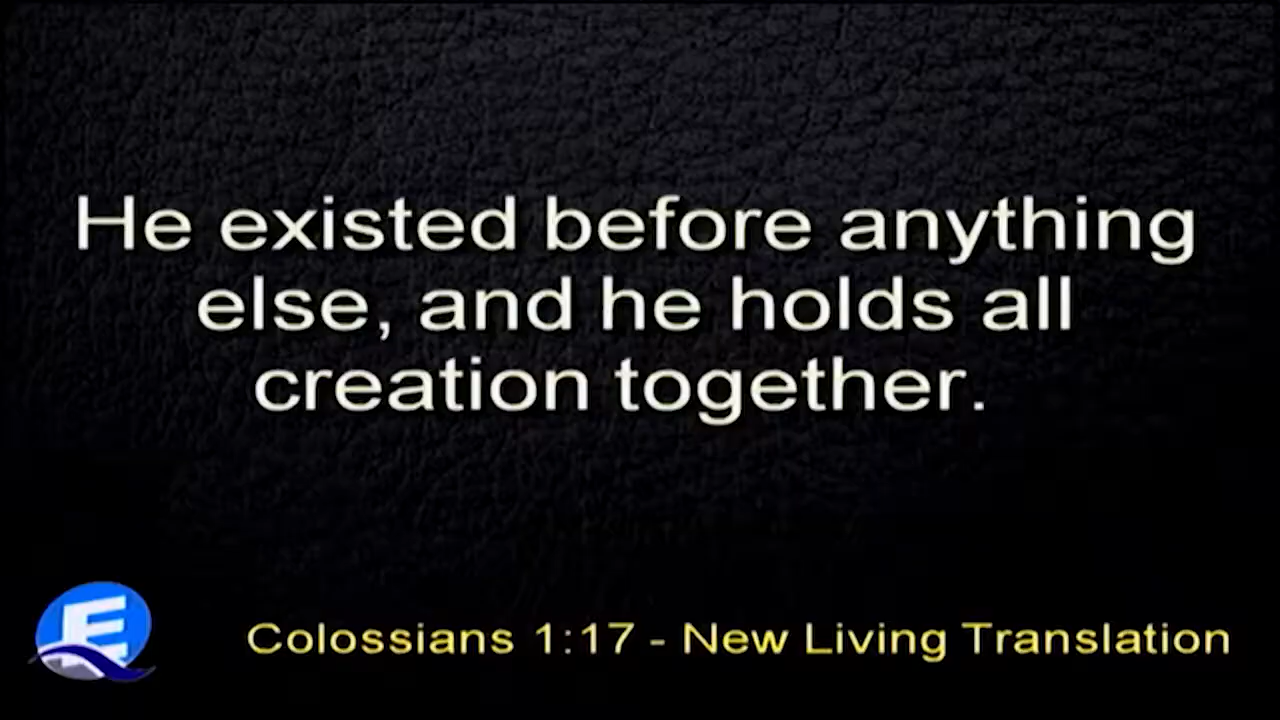 He existed before anything
else, and he holds all
creation together.
E
Colossians 1:17 - New Living Translation